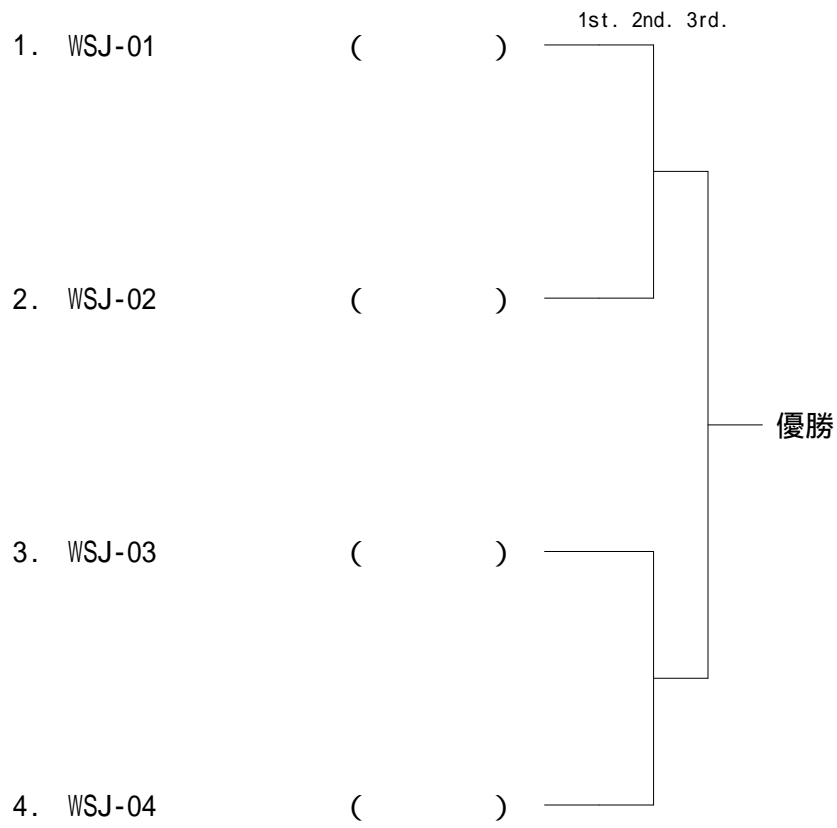 1st. 2nd. 3rd.
1. WSJ-01 ( )
2. WSJ-02 ( )
優勝
3. WSJ-03 ( )
4. WSJ-04 ( )